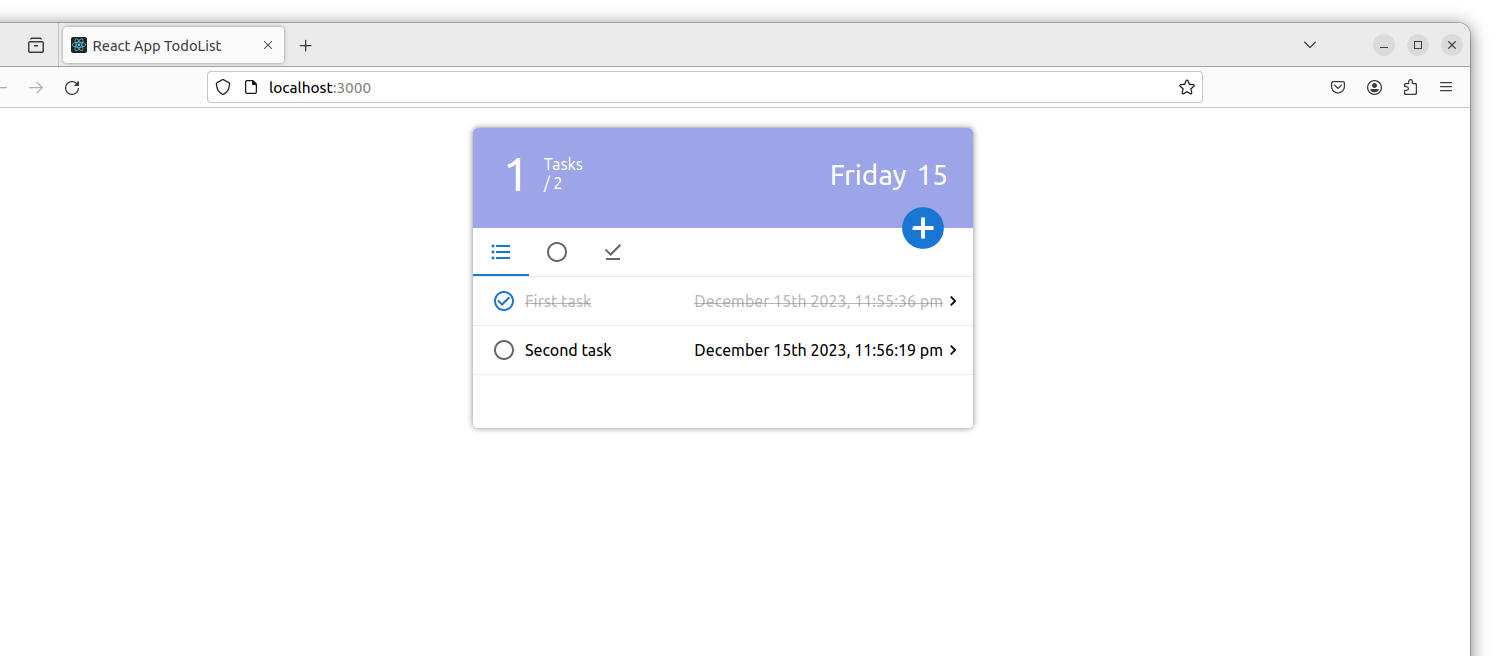 React App TodoList
localhost:3000
1 Tasks
/ 2
Friday 15
First task December 15th 2023, 11:55:36 pm
Second task December 15th 2023, 11:56:19 pm